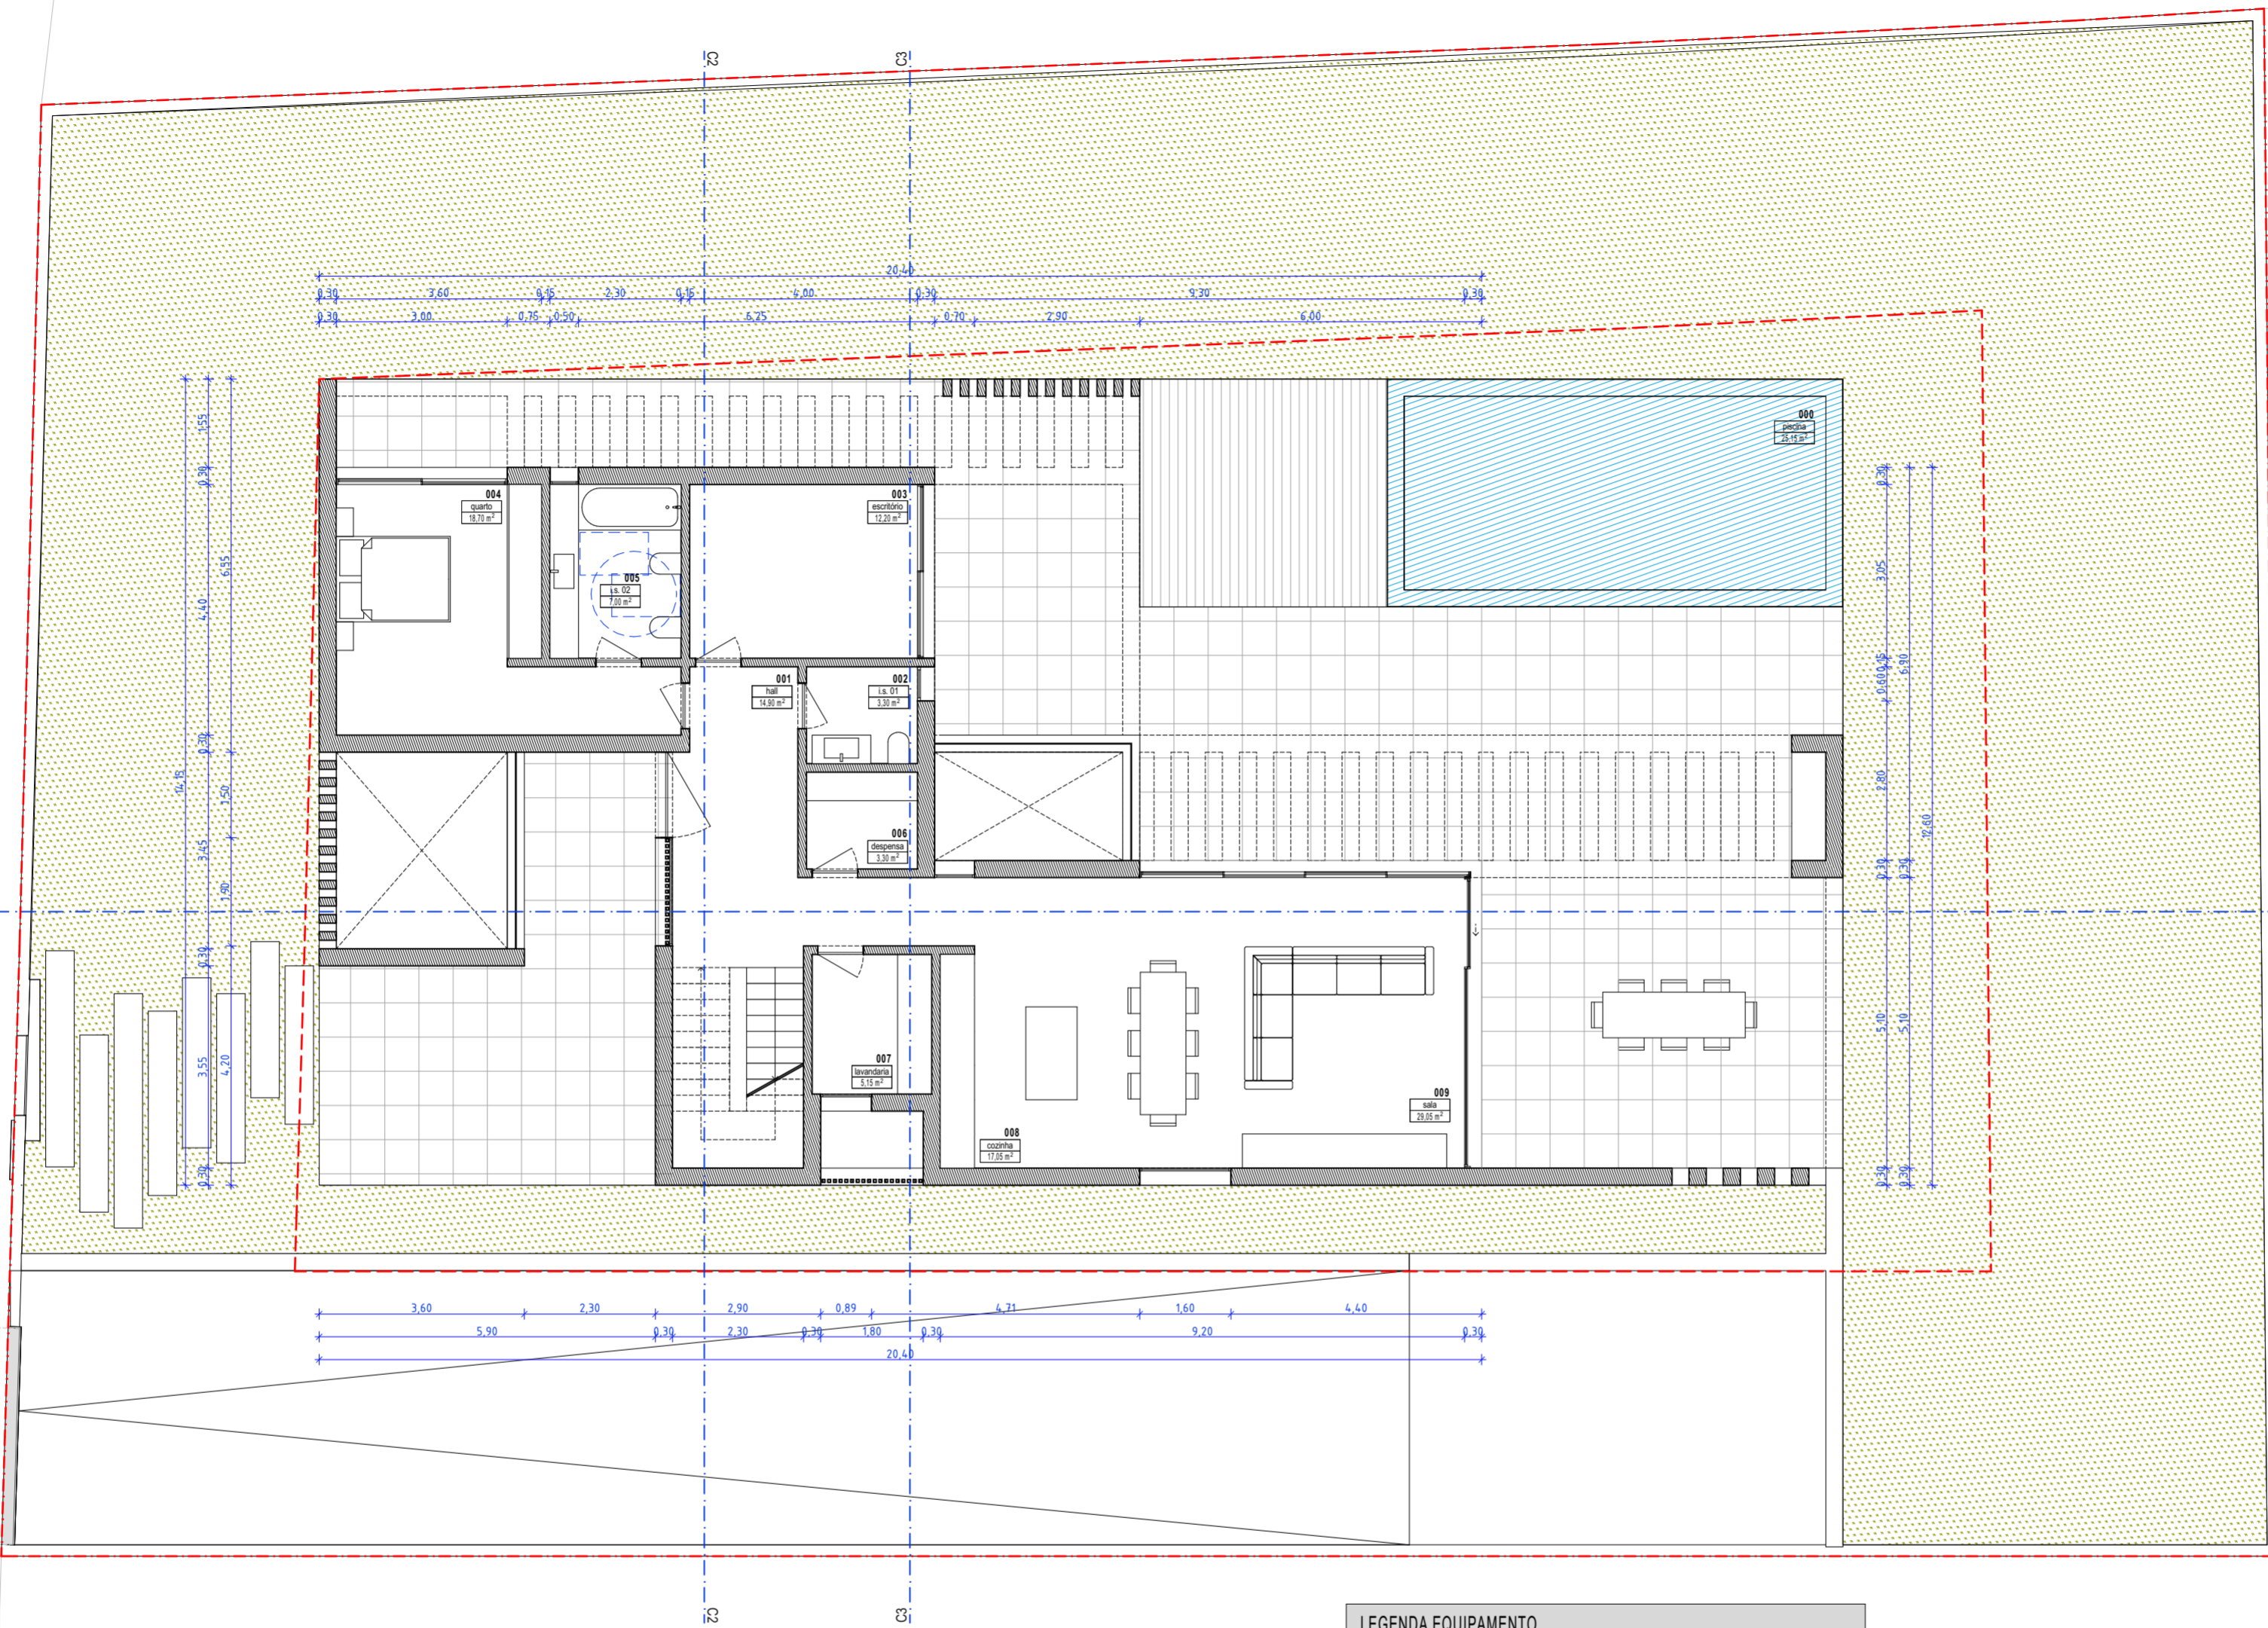 C2
C3
20,40
0,30
3,60
0,15
2,30
0,15
4,00
0,30
9,30
0,30
0,30
3,00
0,75
0,50
6,25
0,70
2,90
6,00
000
piscina
25,15 m²
004
quarto
18,70 m²
003
escritório
12,20 m²
005
i.s. 02
7,00 m²
001
hall
14,90 m²
002
i.s. 01
3,30 m²
006
despensa
3,30 m²
007
lavandaria
5,15 m²
008
cozinha
17,05 m²
009
sala
29,05 m²
14,15
1,55
0,30
4,40
0,30
3,45
0,30
3,55
0,30
6,55
1,50
1,90
4,20
0,30
3,05
0,15
0,60
2,80
0,30
5,10
0,30
6,90
0,30
5,10
0,30
12,60
3,60
2,30
2,90
0,89
4,71
1,60
4,40
5,90
0,30
2,30
0,30
1,80
0,30
9,20
0,30
20,40
C2
C3
LEGENDA EQUIPAMENTO